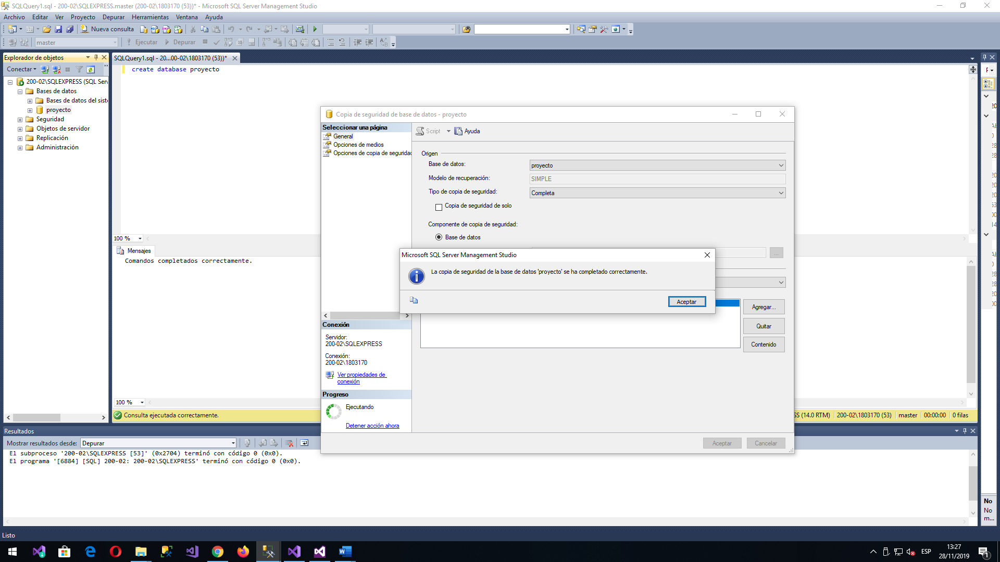 SQLQuery1.sql - 200-02\SQLEXPRESS.master (200-02\1803170 (53))* - Microsoft SQL Server Management Studio
Archivo Editar Ver Proyecto Depurar Herramientas Ventana Ayuda
Nueva consulta
master Ejecutar Depurar
Explorador de objetos
Conectar
200-02\SQLEXPRESS (SQL Ser
Bases de datos
Bases de datos del siste
proyecto
Seguridad
Objetos de servidor
Replicación
Administración
SQLQuery1.sql - 20...00-02\1803170 (53))*
create database proyecto
100 %
Mensajes
Comandos completados correctamente.
100 %
Consulta ejecutada correctamente.
Copia de seguridad de base de datos - proyecto
Seleccionar una página
General
Opciones de medios
Opciones de copia de seguridad
Script Ayuda
Origen
Base de datos: proyecto
Modelo de recuperación: SIMPLE
Tipo de copia de seguridad: Completa
Copia de seguridad de solo
Componente de copia de seguridad:
Base de datos
...
Microsoft SQL Server Management Studio
La copia de seguridad de la base de datos 'proyecto' se ha completado correctamente.
Aceptar
Agregar...
Quitar
Contenido
Conexión
Servidor:
200-02\SQLEXPRESS
Conexión:
200-02\1803170
Ver propiedades de
conexión
Progreso
Ejecutando
Detener acción ahora
Aceptar Cancelar
SS (14.0 RTM) 200-02\1803170 (53) master 00:00:00 0 filas
Resultados
Mostrar resultados desde: Depurar
El subproceso '200-02\SQLEXPRESS [53]' (0x2704) terminó con código 0 (0x0).
El programa '[6884] [SQL] 200-02: 200-02\SQLEXPRESS' terminó con código 0 (0x0).
No
No
m...
Listo
ESP
13:27
28/11/2019
1